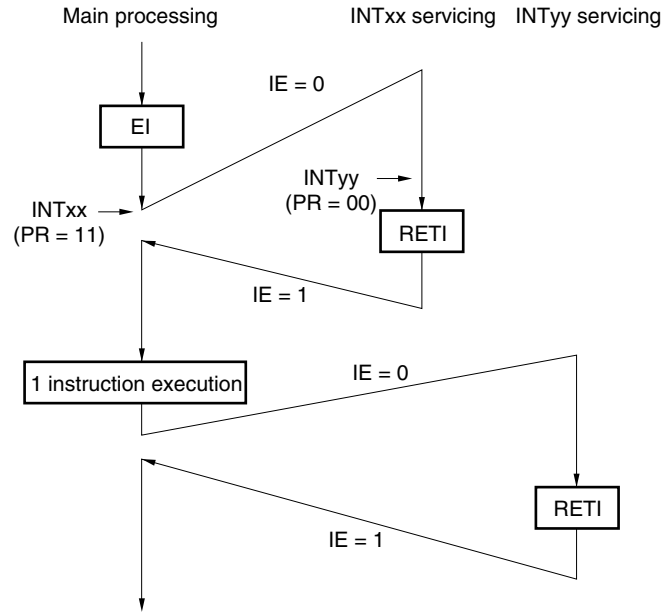 Main processing
INTxx servicing
INTyy servicing
IE = 0
EI
INTyy
(PR = 00)
INTxx
(PR = 11)
RETI
IE = 1
1 instruction execution
IE = 0
RETI
IE = 1